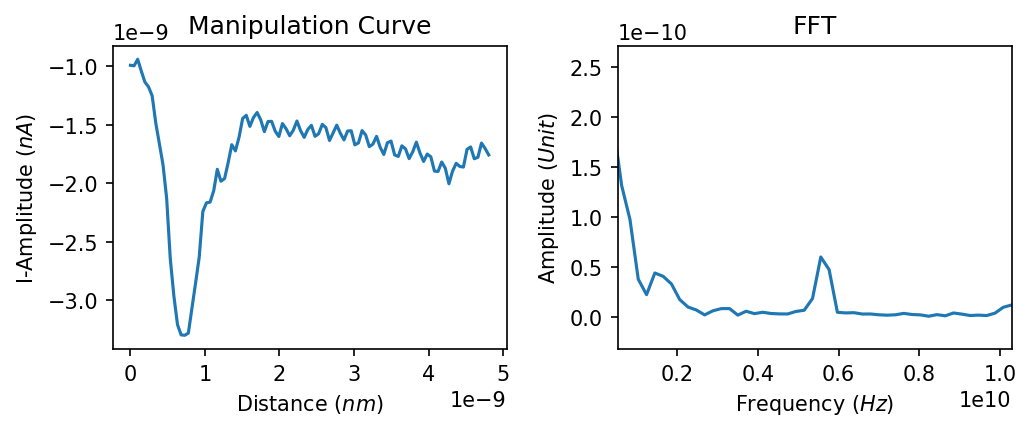 Manipulation Curve
1e−9
−1.0
−1.5
−2.0
−2.5
−3.0
I-Amplitude (nA)
0 1 2 3 4 5
1e−9
Distance (nm)
FFT
1e−10
2.5
2.0
1.5
1.0
0.5
0.0
Amplitude (Unit)
0.2 0.4 0.6 0.8 1.0
1e10
Frequency (Hz)